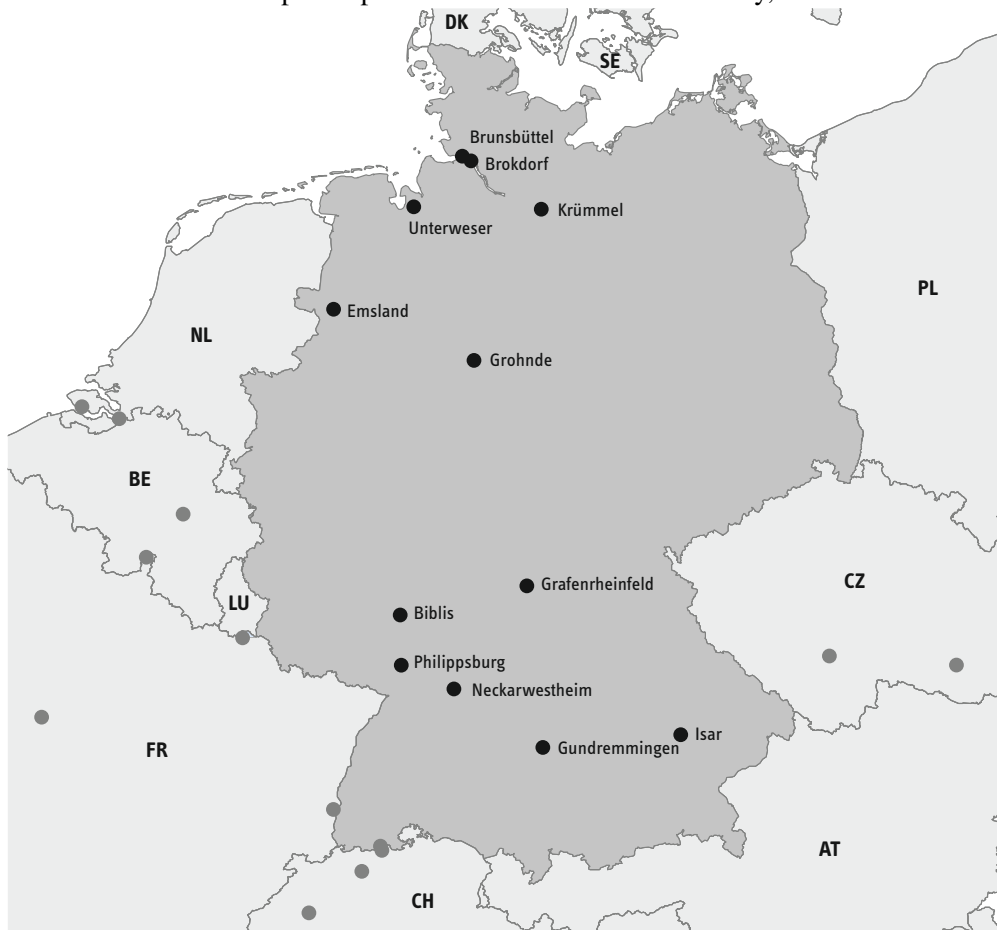 DK
SE
Brunsbüttel
Brokdorf
Unterweser
Krümmel
PL
Emsland
NL
Grohnde
BE
CZ
Grafenrheinfeld
LU
Biblis
Philippsburg
Neckarwestheim
Isar
FR
Gundremmingen
AT
CH